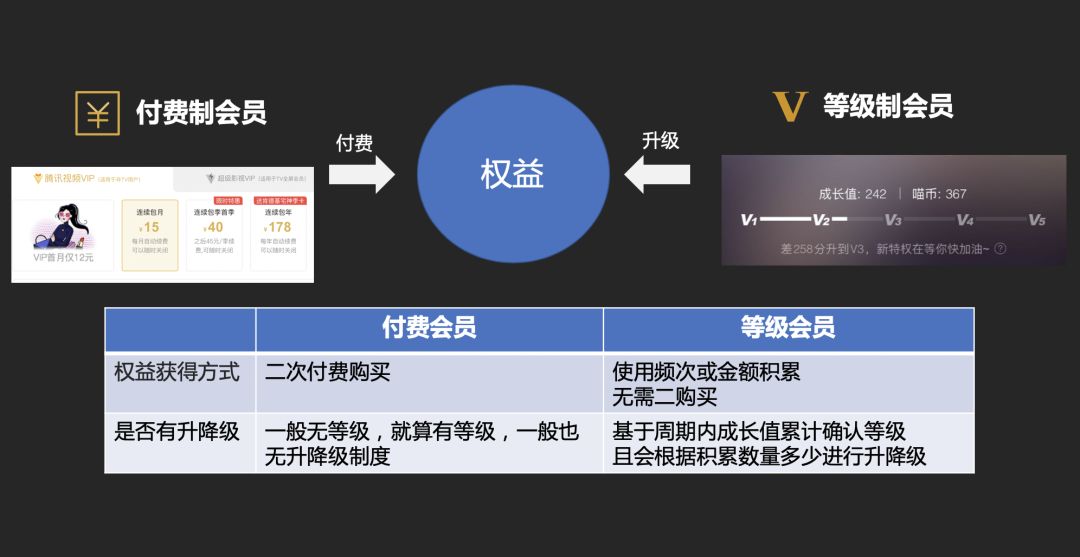 ¥ 付费制会员
付费
权益
升级
V 等级制会员
腾讯视频VIP (适用于非TV用户)
超级影视VIP (适用于TV全屏会员)
VIP首月仅12元
连续包月
¥15
每月自动续费
可以随时关闭
限时特惠
连续包季首季
¥40
之后45元/季续
费,可随时关闭
送肯德基宅神季卡
连续包年
¥178
每年自动续费
可以随时关闭
成长值: 242 | 喵币: 367
V1 V2 V3 V4 V5
差258分升到V3，新特权在等你快加油~ ?
付费会员 等级会员
权益获得方式
二次付费购买
使用频次或金额积累
无需二购买
是否有升降级
一般无等级，就算有等级，一般也
无升降级制度
基于周期内成长值累计确认等级
且会根据积累数量多少进行升降级